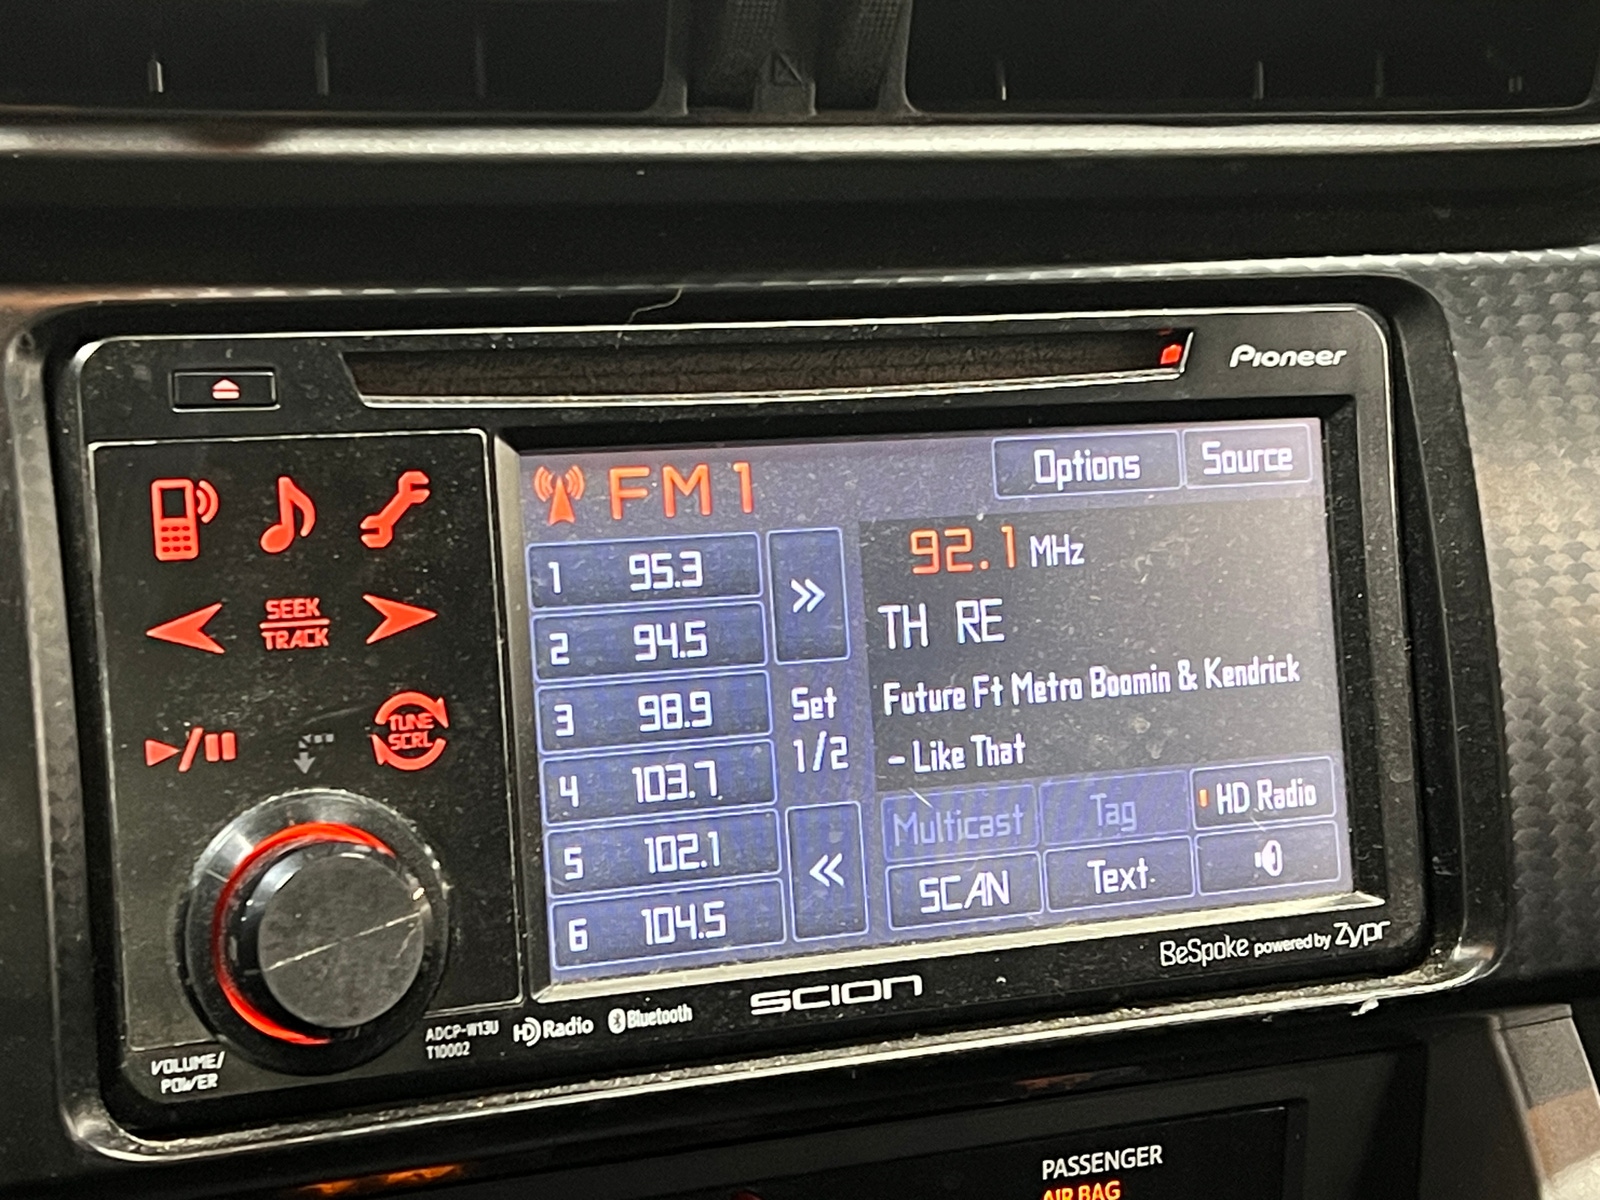 Pioneer
FM1
Options
Source
1 95.3
2 94.5
3 98.9
4 103.7
5 102.1
6 104.5
Set
1/2
92.1 MHz
TH RE
Future Ft Metro Boomin & Kendrick
- Like That
Multicast
Tag
HD Radio
SCAN
Text
SEEK
TRACK
TUNE
SCRL
VOLUME/
POWER
ADCP-W13U
T10002
HD Radio
Bluetooth
SCION
BeSpoke powered by Zypr
PASSENGER
AIR BAG